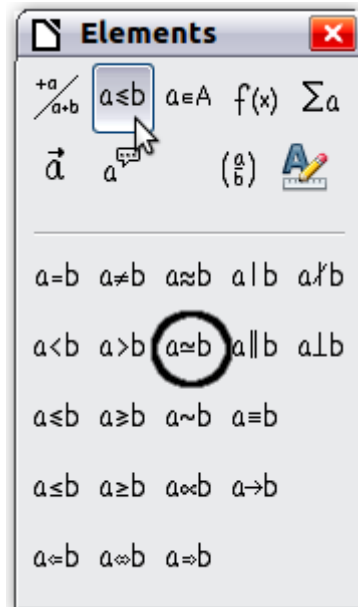 Elements
+a/a+b a≤b a∈A f(x) Σa
a⃗ a (a/b) A
a=b a≠b a≈b a∣b a∤b
a<b a>b a≃b a∥b a⊥b
a⩽b a⩾b a~b a≡b
a≤b a≥b a∝b a→b
a⇐b a⇔b a⇒b